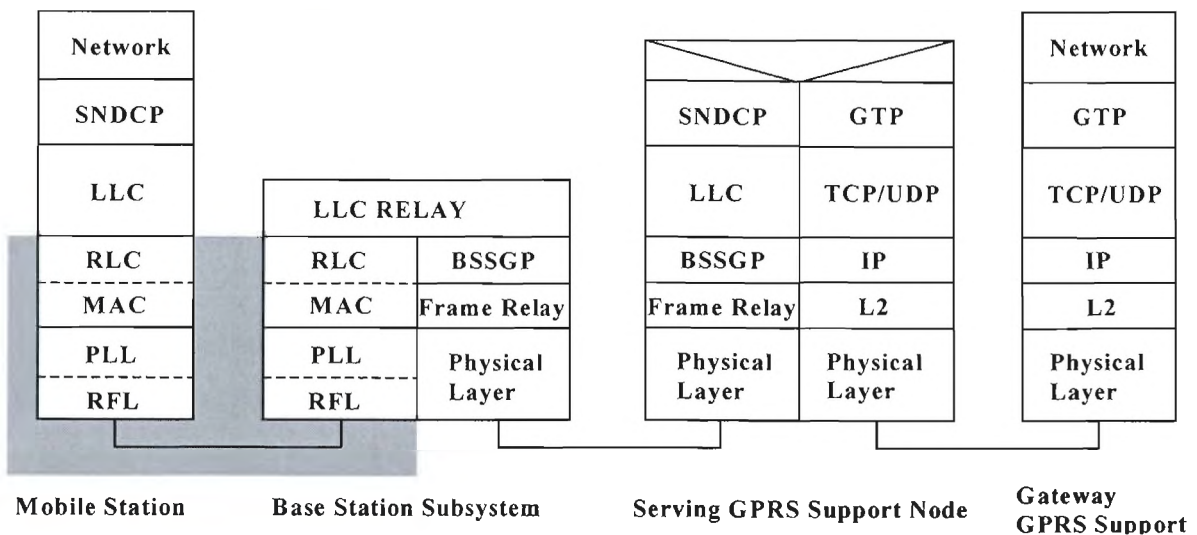 Network
SNDCP
LLC
RLC
MAC
PLL
RFL
LLC RELAY
RLC
MAC
PLL
RFL
BSSGP
Frame Relay
Physical
Layer
SNDCP
LLC
BSSGP
Frame Relay
Physical
Layer
GTP
TCP/UDP
IP
L2
Physical
Layer
Network
GTP
TCP/UDP
IP
L2
Physical
Layer
Mobile Station
Base Station Subsystem
Serving GPRS Support Node
Gateway
GPRS Support